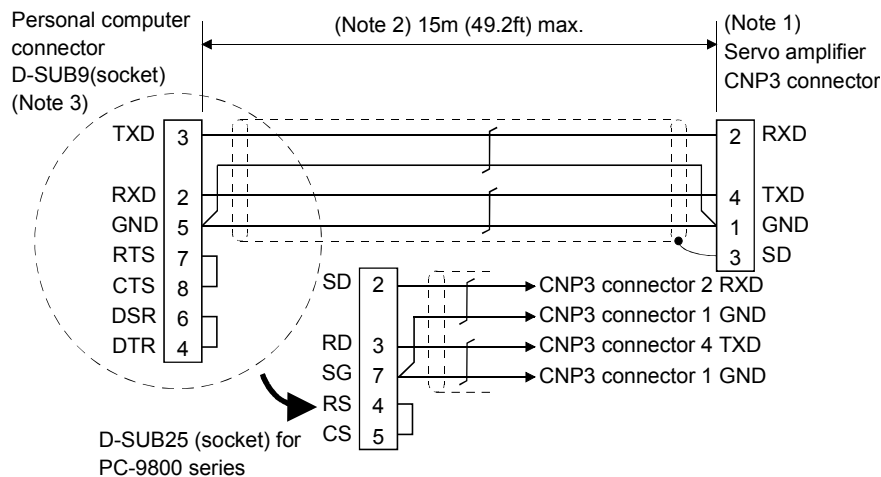 Personal computer
connector
D-SUB9(socket)
(Note 3)
(Note 2) 15m (49.2ft) max.
(Note 1)
Servo amplifier
CNP3 connector
TXD 3
2 RXD
RXD 2
4 TXD
GND 5
1 GND
RTS 7
3 SD
CTS 8
DSR 6
DTR 4
SD 2 CNP3 connector 2 RXD
CNP3 connector 1 GND
RD 3 CNP3 connector 4 TXD
SG 7 CNP3 connector 1 GND
RS 4
CS 5
D-SUB25 (socket) for
PC-9800 series